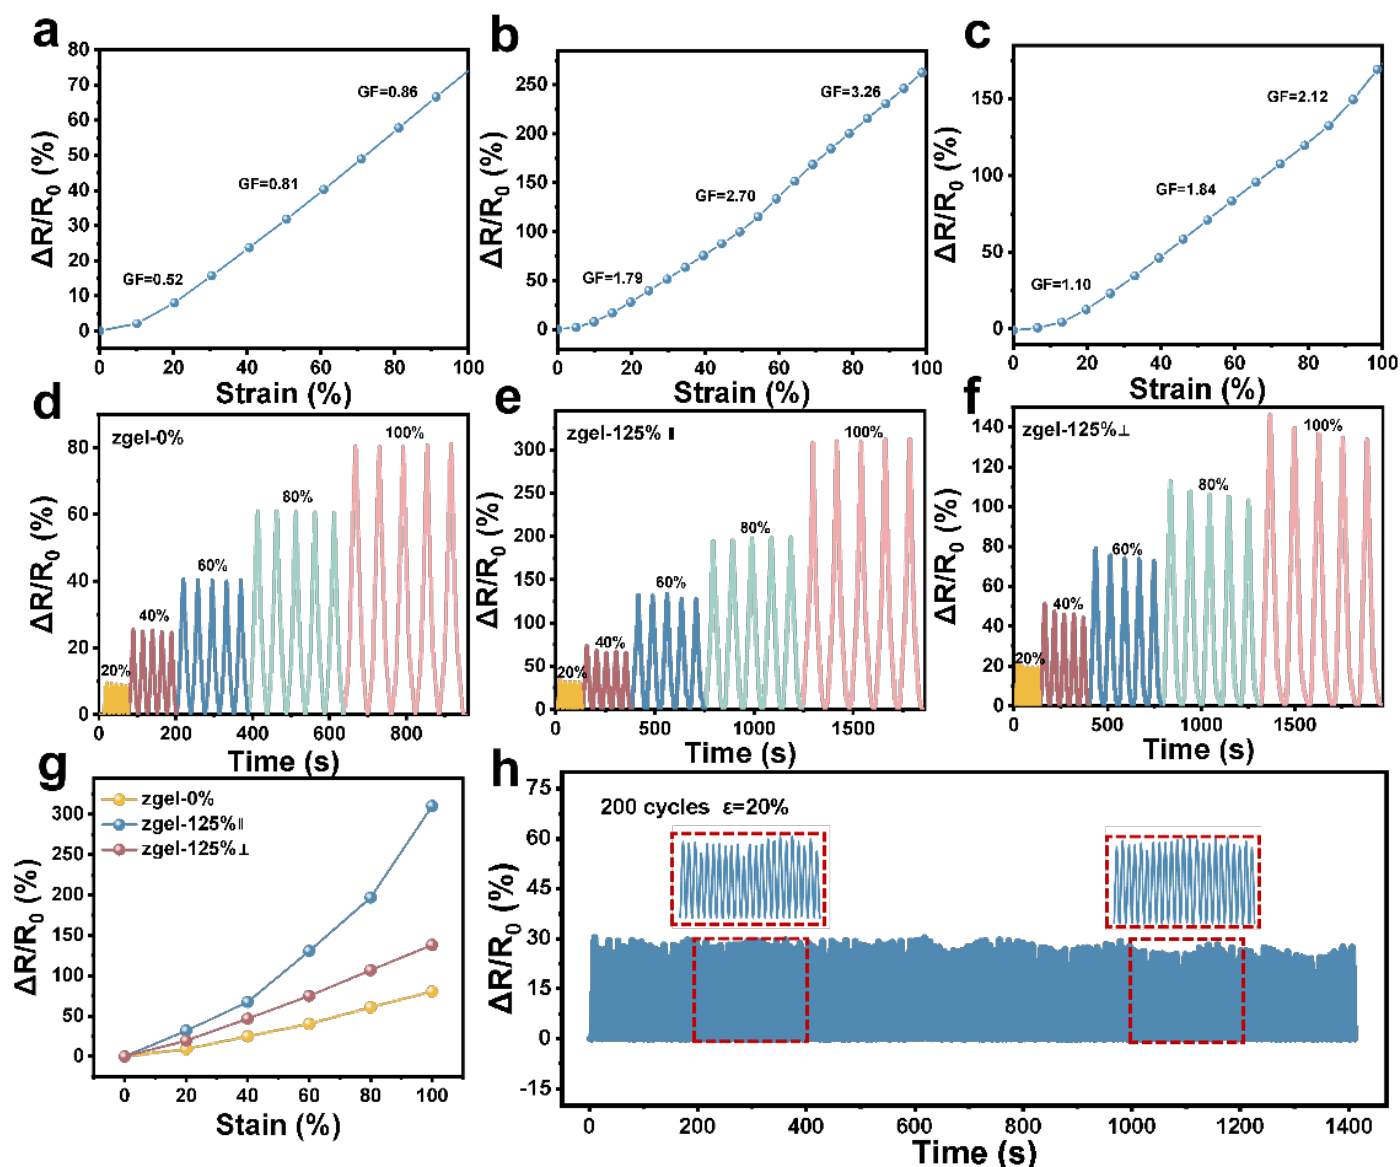 a
80
70
60
50
40
30
20
10
0
ΔR/R0 (%)
GF=0.52
GF=0.81
GF=0.86
0 20 40 60 80 100
Strain (%)
b
250
200
150
100
50
0
ΔR/R0 (%)
GF=1.79
GF=2.70
GF=3.26
0 20 40 60 80 100
Strain (%)
c
150
100
50
0
ΔR/R0 (%)
GF=1.10
GF=1.84
GF=2.12
0 20 40 60 80 100
Strain (%)
d
zgel-0%
80
60
40
20
0
ΔR/R0 (%)
20%
40%
60%
80%
100%
0 200 400 600 800
Time (s)
e
zgel-125% ∥
300
250
200
150
100
50
0
ΔR/R0 (%)
20%
40%
60%
80%
100%
0 500 1000 1500
Time (s)
f
zgel-125%⊥
140
120
100
80
60
40
20
0
ΔR/R0 (%)
20%
40%
60%
80%
100%
0 500 1000 1500
Time (s)
g
zgel-0%
zgel-125%∥
zgel-125%⊥
300
250
200
150
100
50
0
ΔR/R0 (%)
0 20 40 60 80 100
Stain (%)
h
200 cycles ε=20%
75
60
45
30
15
0
-15
ΔR/R0 (%)
0 200 400 600 800 1000 1200 1400
Time (s)